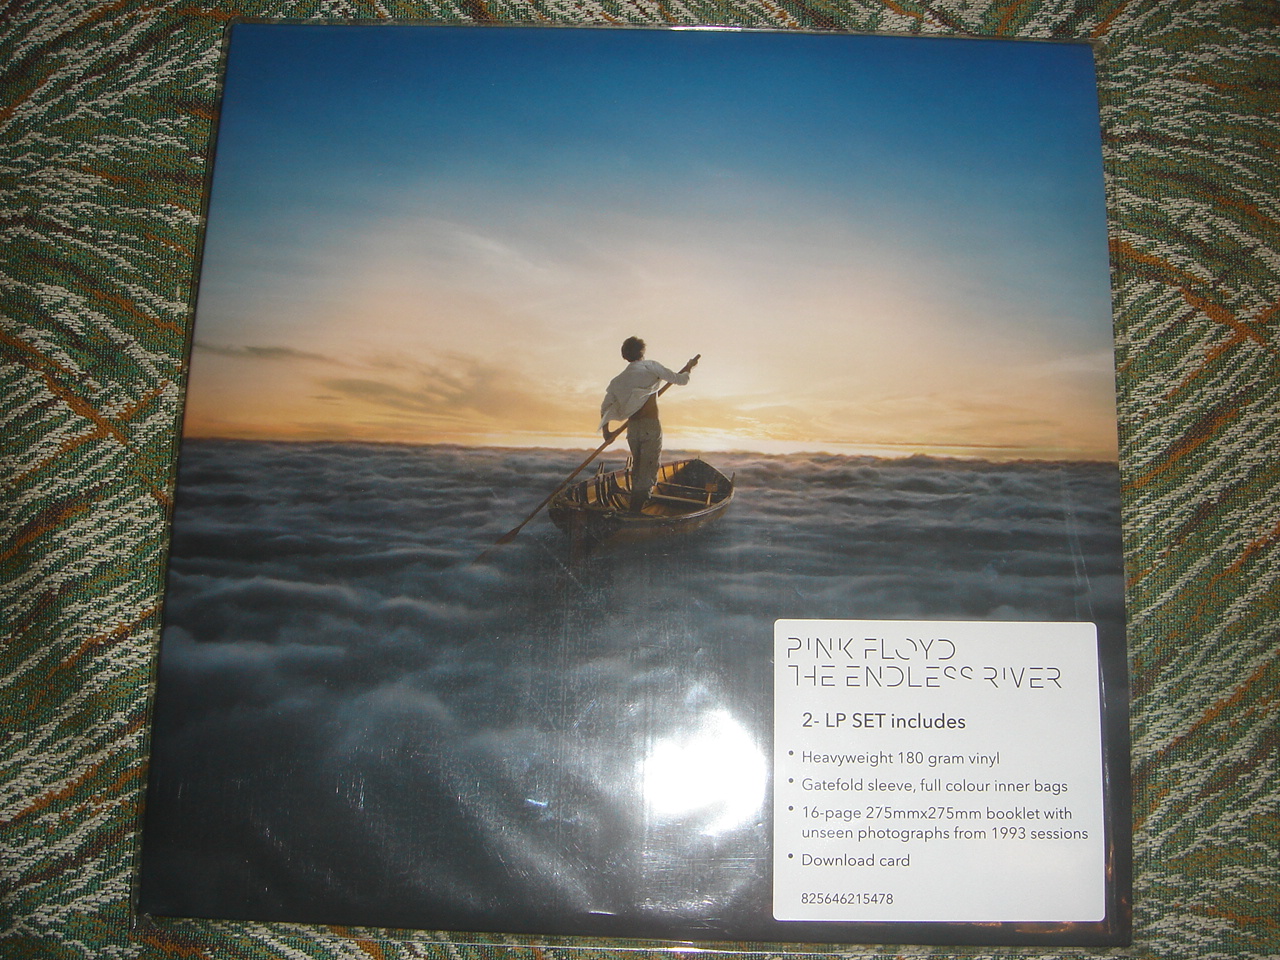 PINK FLOYD
THE ENDLESS RIVER
2- LP SET includes
• Heavyweight 180 gram vinyl
• Gatefold sleeve, full colour inner bags
• 16-page 275mmx275mm booklet with
unseen photographs from 1993 sessions
• Download card
825646215478